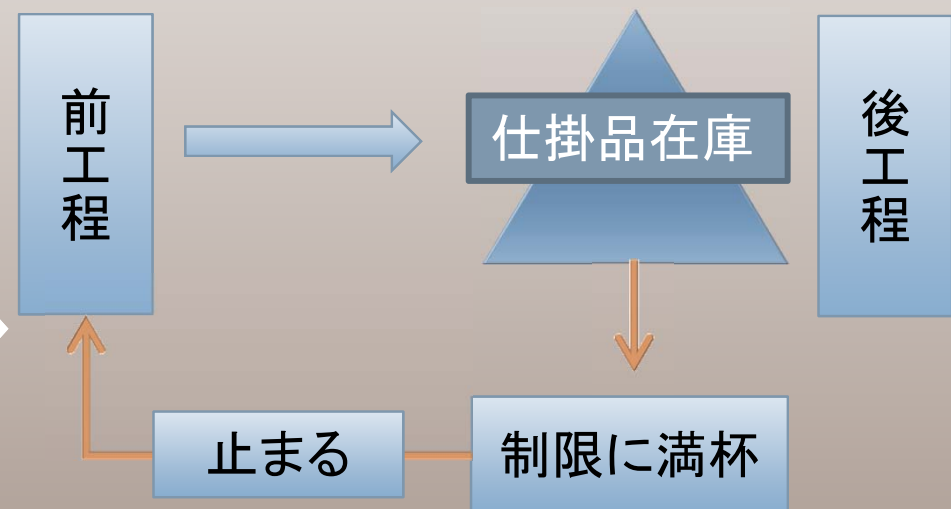 前工程
仕掛品在庫
後工程
止まる
制限に満杯